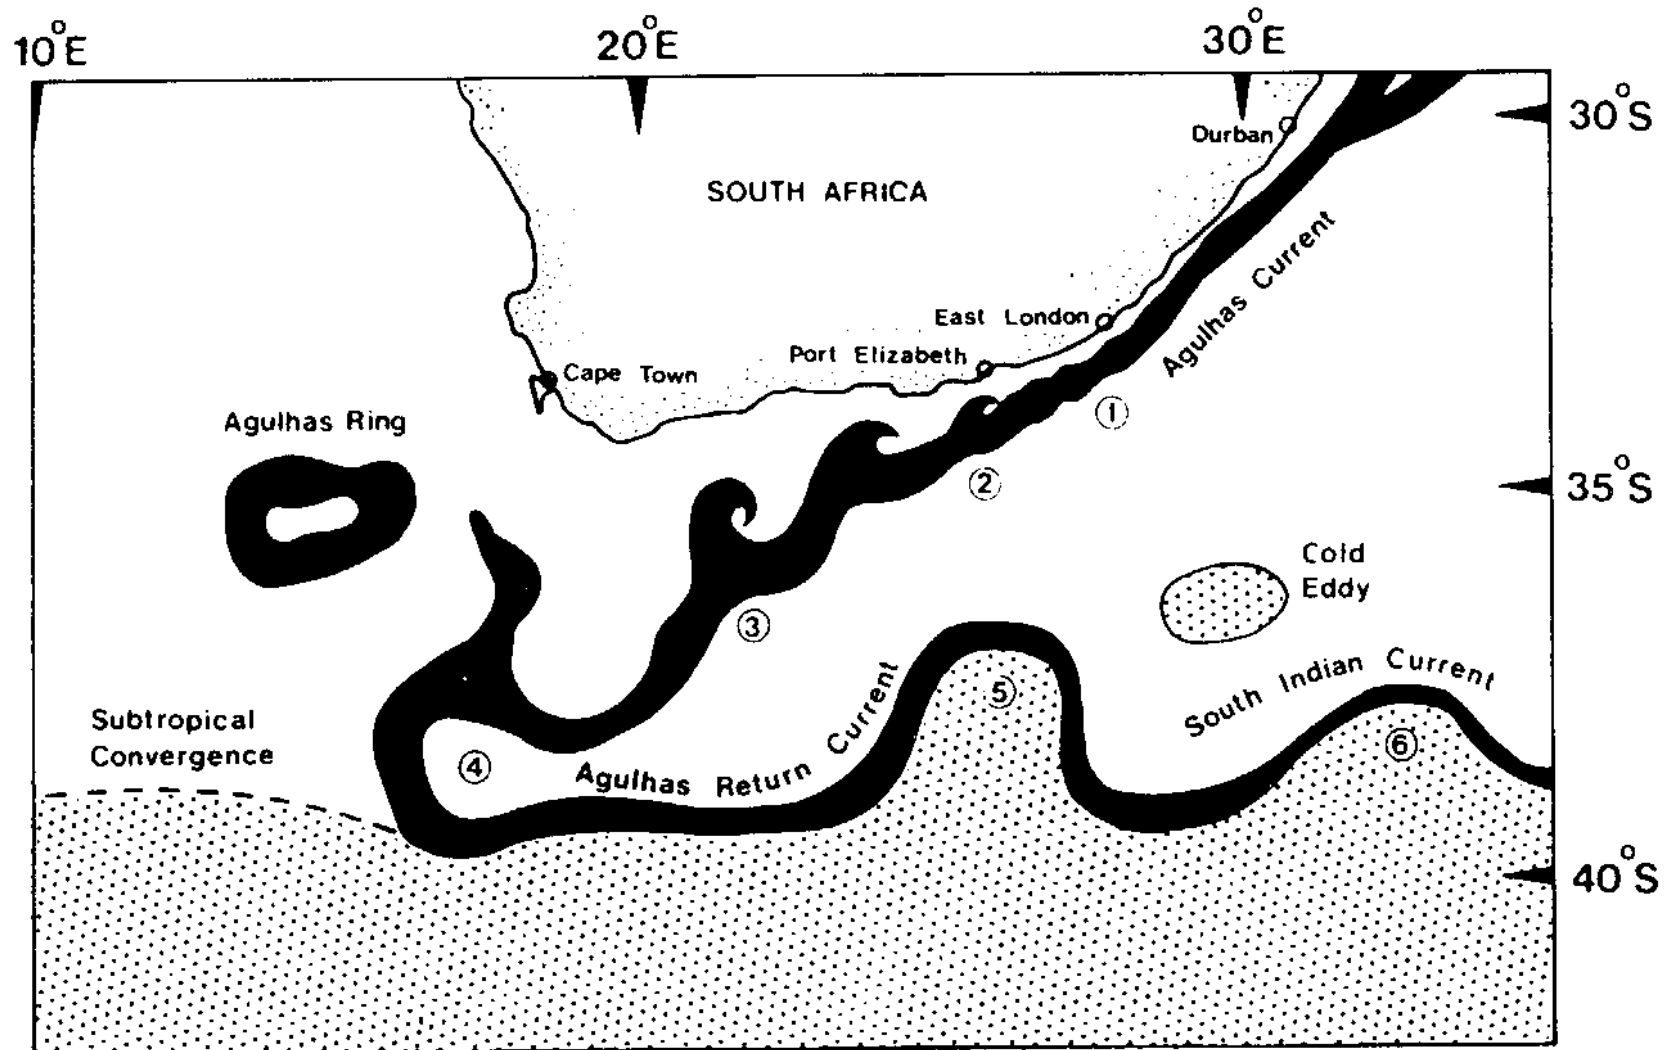 10°E
20°E
30°E
30°S
Durban
SOUTH AFRICA
Agulhas Current
East London
Port Elizabeth
Cape Town
Agulhas Ring
①
②
35°S
Cold
Eddy
③
South Indian Current
⑤
Subtropical
Convergence
④
Agulhas Return Current
⑥
40°S